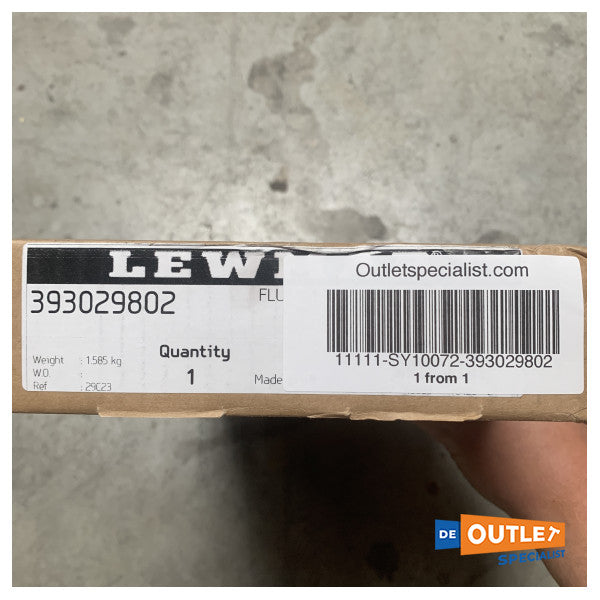 LEW
393029802
FLU
Weight : 1.585 kg
W.O. :
Ref : 29C23
Quantity
1
Made
Outletspecialist.com
11111-SY10072-393029802
1 from 1
DE OUTLET
SPECIALIST